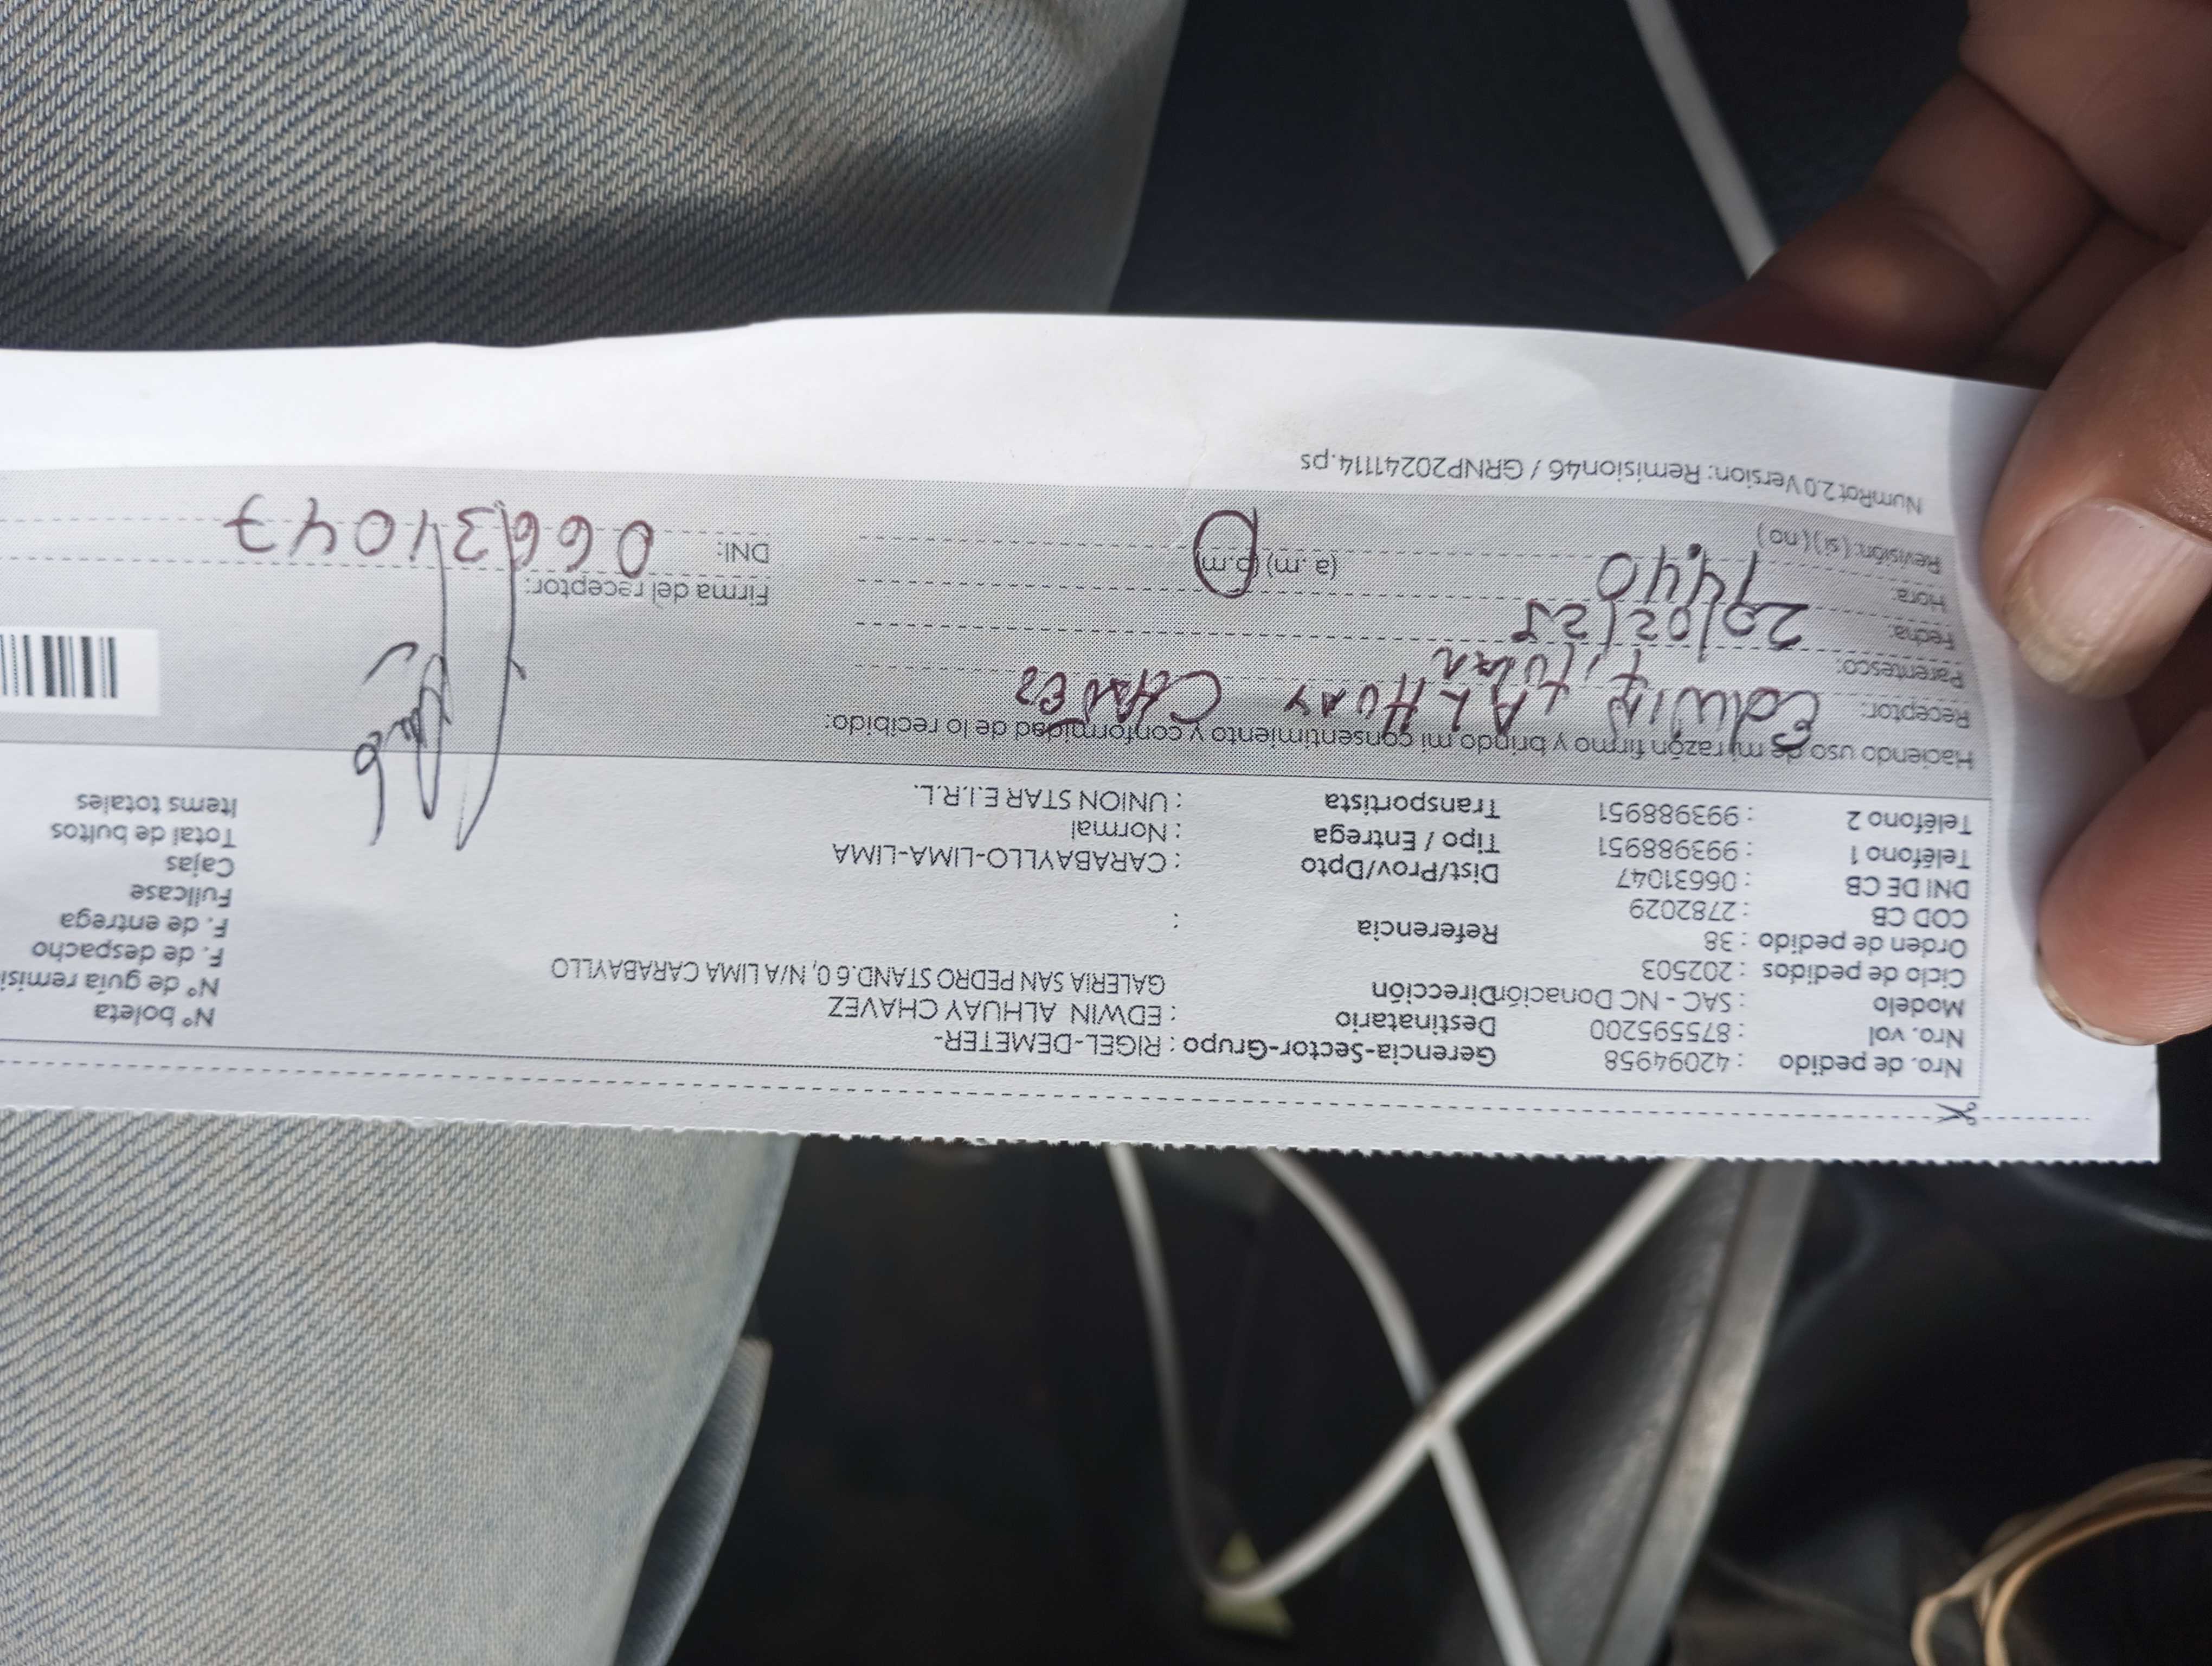 Nro. de pedido : 42094958 Gerencia-Sector-Grupo : RIGEL-DEMETER- N° boleta
Nro. vol : 875595200 Destinatario : EDWIN ALHUAY CHAVEZ N° de guía remisi
Modelo : SAC - NC Donación Dirección GALERIA SAN PEDRO STAND.6 0, N/A LIMA CARABAYLLO F. de despacho
Ciclo de pedidos : 202503 F. de entrega
Orden de pedido : 38 Referencia : Fullcase
COD CB : 2782029 Cajas
DNI DE CB : 06631047 Dist/Prov/Dpto : CARABAYLLO-LIMA-LIMA Total de bultos
Teléfono 1 : 993988951 Tipo / Entrega : Normal Items totales
Teléfono 2 : 993988951 Transportista : UNION STAR E.I.R.L.
Haciendo uso de mi razón firmo y brindo mi consentimiento y conformidad de lo recibido:
Receptor: Edwin ALHUAY CHAVEZ
Parentesco:
Fecha: 20/02/25
Hora: 14:40 (a.m) (p.m) Firma del receptor:
Revisión: (si) (no) DNI: 06631047
NumRot2.0 Version: Remision46 / GRNP20241114.ps